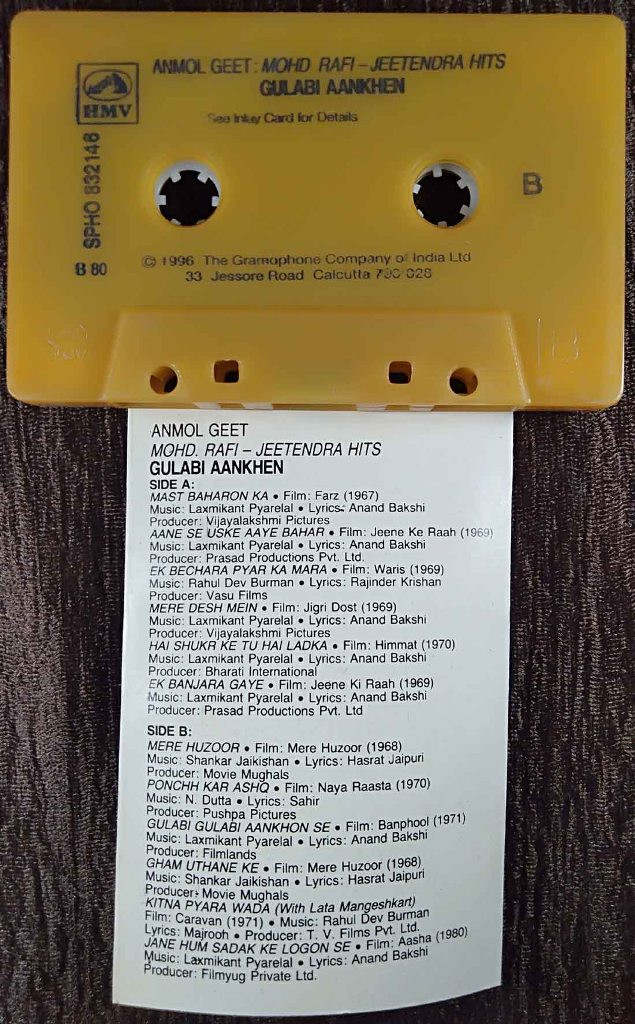 ANMOL GEET: MOHD. RAFI – JEETENDRA HITS
GULABI AANKHEN
HMV
See Inlay Card for Details
SPHO 832146
B
B 80
© 1996 The Gramophone Company of India Ltd
33 Jessore Road Calcutta 700 028
ANMOL GEET
MOHD. RAFI – JEETENDRA HITS
GULABI AANKHEN
SIDE A:
MAST BAHARON KA • Film: Farz (1967)
Music: Laxmikant Pyarelal • Lyrics: Anand Bakshi
Producer: Vijayalakshmi Pictures
AANE SE USKE AAYE BAHAR • Film: Jeene Ke Raah (1969)
Music: Laxmikant Pyarelal • Lyrics: Anand Bakshi
Producer: Prasad Productions Pvt. Ltd.
EK BECHARA PYAR KA MARA • Film: Waris (1969)
Music: Rahul Dev Burman • Lyrics: Rajinder Krishan
Producer: Vasu Films
MERE DESH MEIN • Film: Jigri Dost (1969)
Music: Laxmikant Pyarelal • Lyrics: Anand Bakshi
Producer: Vijayalakshmi Pictures
HAI SHUKR KE TU HAI LADKA • Film: Himmat (1970)
Music: Laxmikant Pyarelal • Lyrics: Anand Bakshi
Producer: Bharati International
EK BANJARA GAYE • Film: Jeene Ki Raah (1969)
Music: Laxmikant Pyarelal • Lyrics: Anand Bakshi
Producer: Prasad Productions Pvt. Ltd
SIDE B:
MERE HUZOOR • Film: Mere Huzoor (1968)
Music: Shankar Jaikishan • Lyrics: Hasrat Jaipuri
Producer: Movie Mughals
PONCHH KAR ASHQ • Film: Naya Raasta (1970)
Music: N. Dutta • Lyrics: Sahir
Producer: Pushpa Pictures
GULABI GULABI AANKHON SE • Film: Banphool (1971)
Music: Laxmikant Pyarelal • Lyrics: Anand Bakshi
Producer: Filmlands
GHAM UTHANE KE • Film: Mere Huzoor (1968)
Music: Shankar Jaikishan • Lyrics: Hasrat Jaipuri
Producer: Movie Mughals
KITNA PYARA WADA (With Lata Mangeshkar)
Film: Caravan (1971) • Music: Rahul Dev Burman
Lyrics: Majrooh • Producer: T. V. Films Pvt. Ltd.
JANE HUM SADAK KE LOGON SE • Film: Aasha (1980)
Music: Laxmikant Pyarelal • Lyrics: Anand Bakshi
Producer: Filmyug Private Ltd.